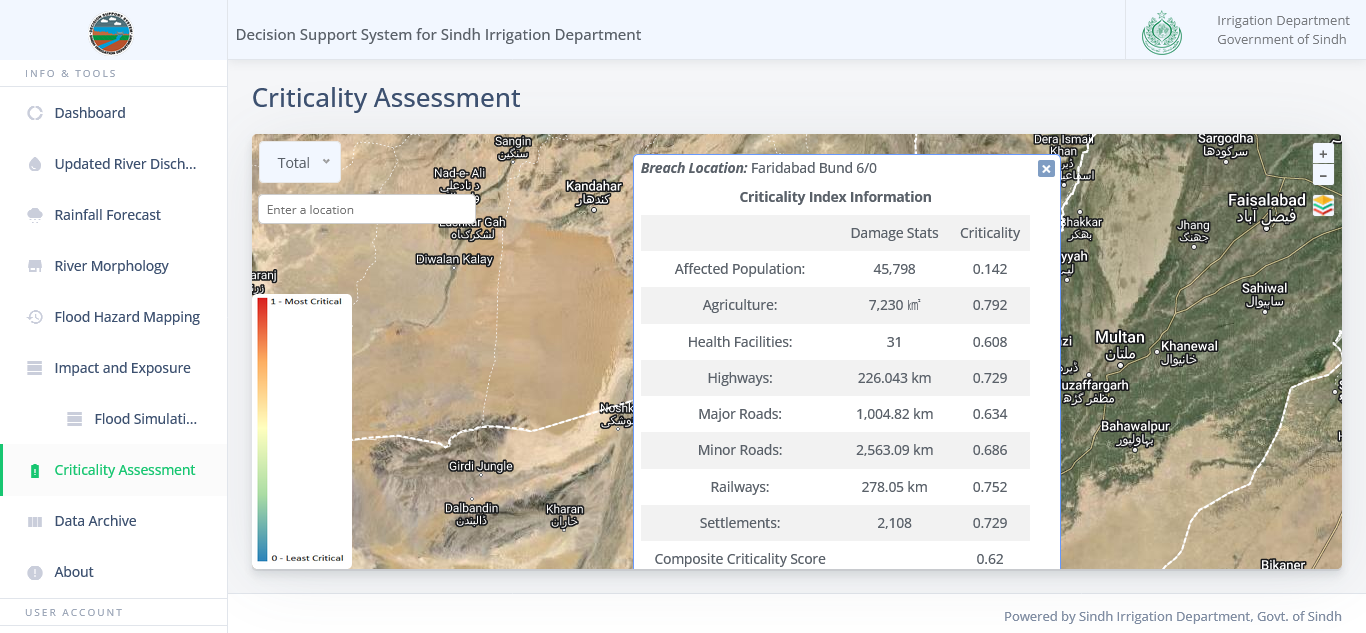 Decision Support System for Sindh Irrigation Department
Irrigation Department
Government of Sindh
INFO & TOOLS
Dashboard
Updated River Disch...
Rainfall Forecast
River Morphology
Flood Hazard Mapping
Impact and Exposure
Flood Simulati...
Criticality Assessment
Data Archive
About
USER ACCOUNT
Criticality Assessment
Total
Enter a location
1 - Most Critical
0 - Least Critical
Sangin
سنگین
Nad-e- Ali
Kandahar
کندهار
Lashkar Gah
لښکرګاه
Diwalan Kalay
aranj
Girdi Jungle
Dalbandin
دالبندین
Kharan
خاران
Noshk
نوشکی
Breach Location: Faridabad Bund 6/0
Criticality Index Information
Damage Stats Criticality
Affected Population: 45,798 0.142
Agriculture: 7,230 ㎢ 0.792
Health Facilities: 31 0.608
Highways: 226.043 km 0.729
Major Roads: 1,004.82 km 0.634
Minor Roads: 2,563.09 km 0.686
Railways: 278.05 km 0.752
Settlements: 2,108 0.729
Composite Criticality Score 0.62
Dera Ismail
Khan
Sargodha
سرگودھا
+
−
Faisalabad
فیصل آباد
Bhakkar
بھکر
Jhang
جھنگ
yyah
لیہ
Sahiwal
ساہیوال
Multan
ملتان
Khanewal
خانیوال
zi
uzaffargarh
مظفر گڑھ
Bahawalpur
بہاولپور
Bikaner
Powered by Sindh Irrigation Department, Govt. of Sindh